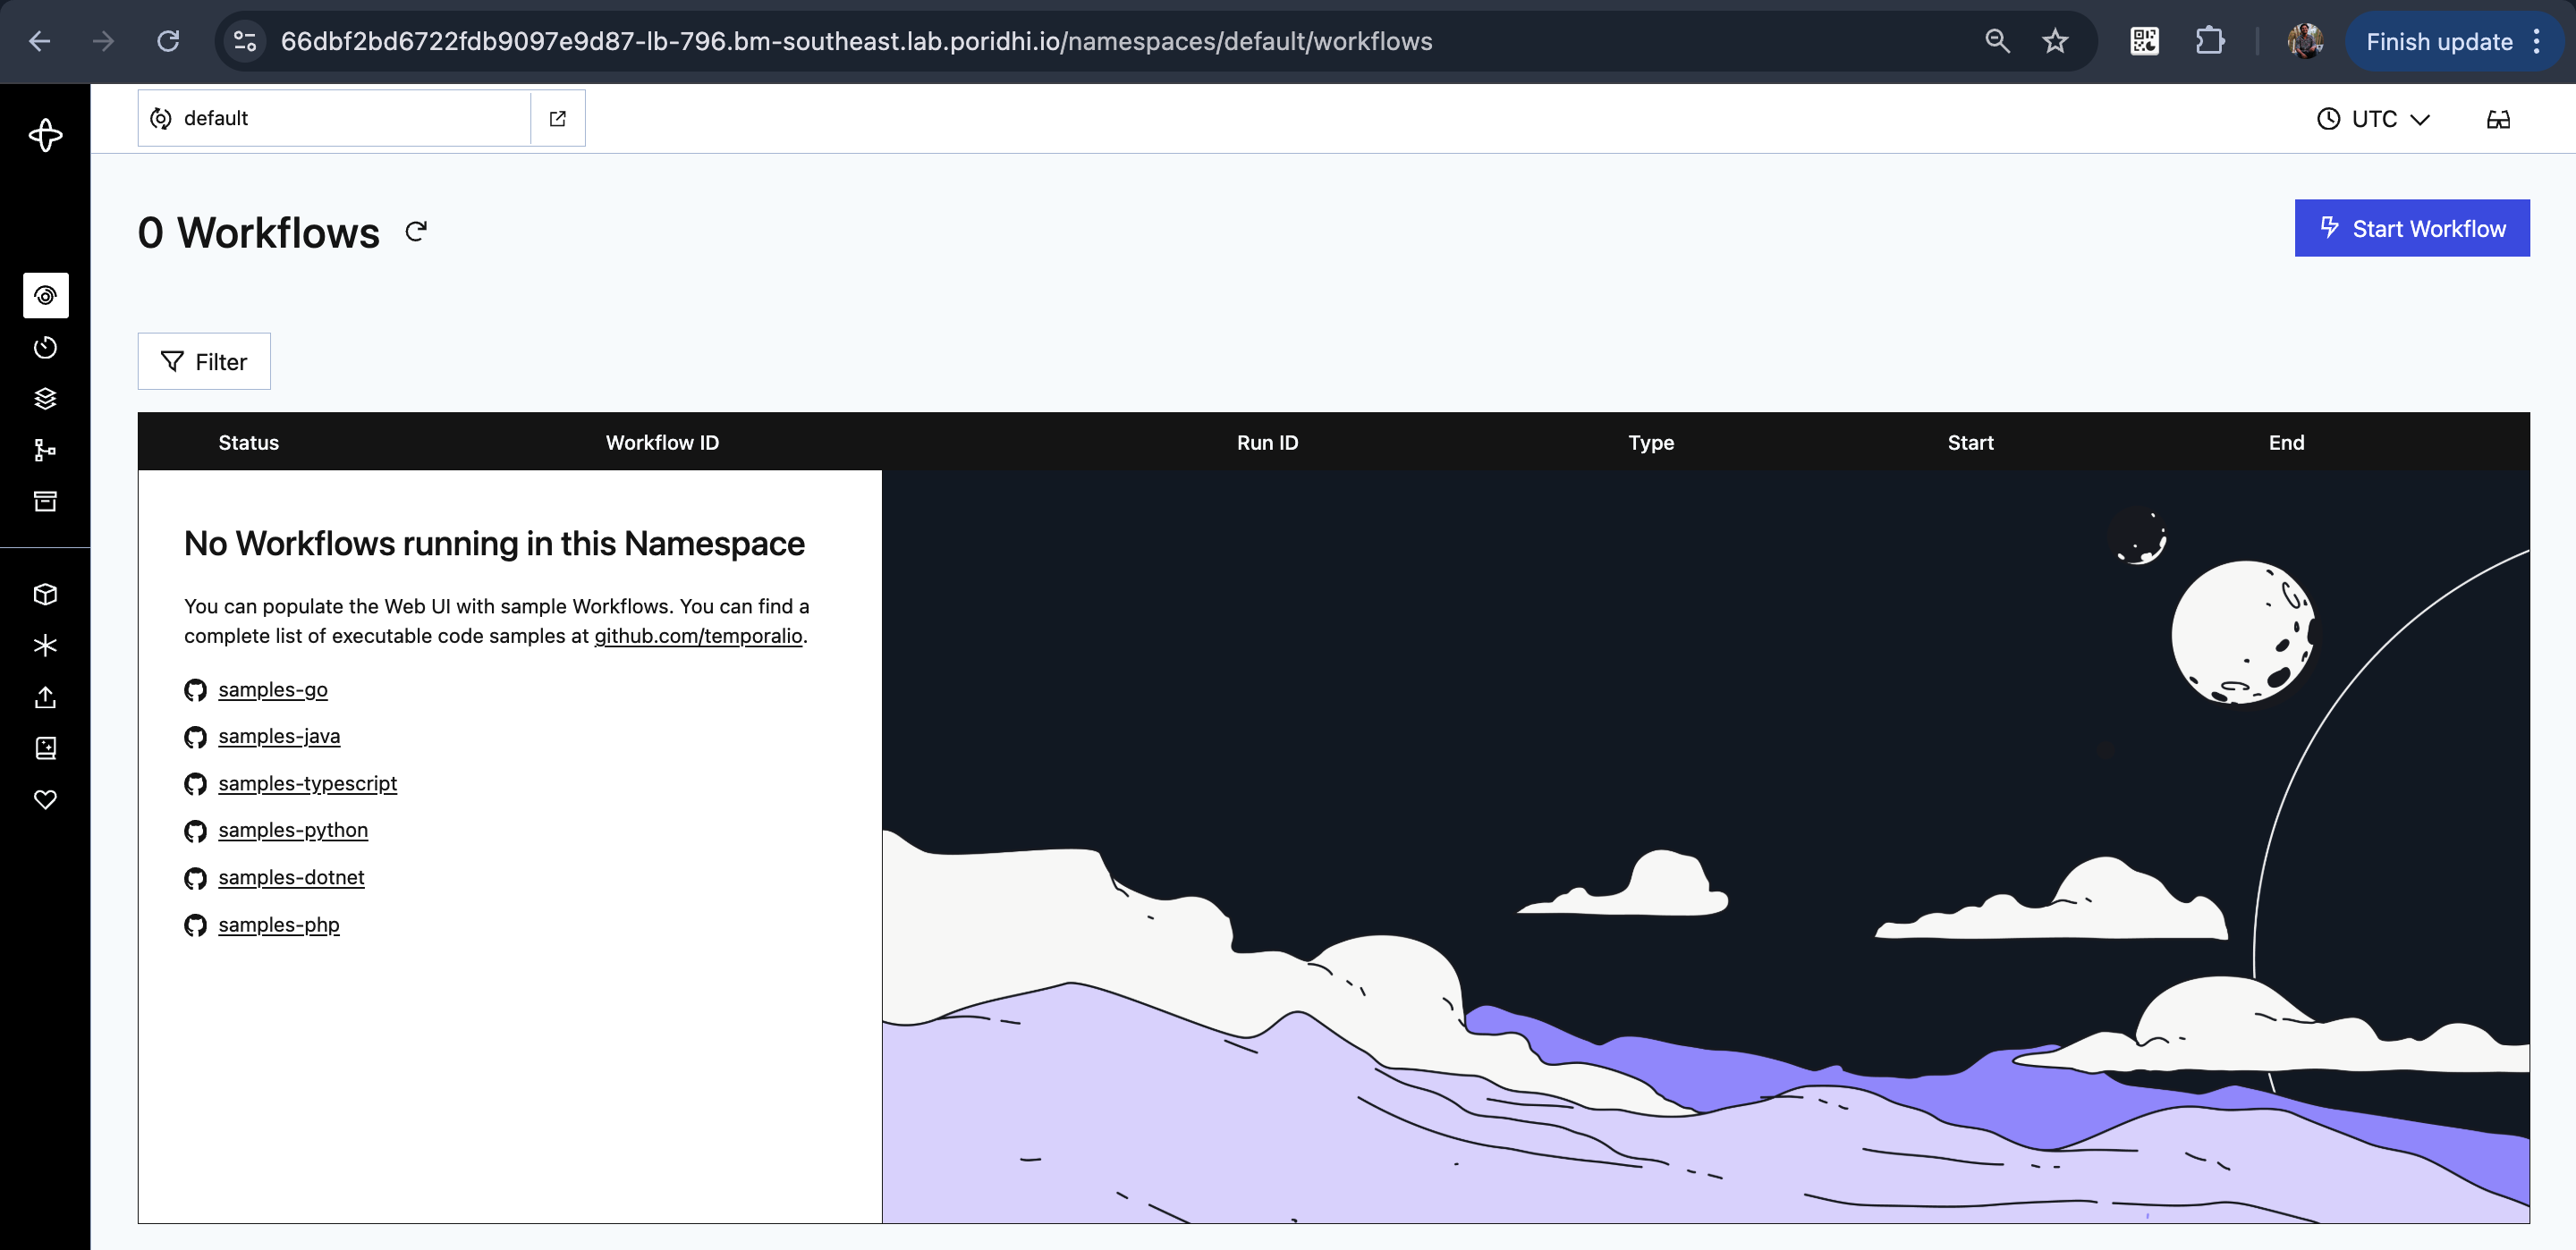 66dbf2bd6722fdb9097e9d87-lb-796.bm-southeast.lab.poridhi.io/namespaces/default/workflows
Finish update
default
UTC
0 Workflows
Start Workflow
Filter
Status Workflow ID Run ID Type Start End
No Workflows running in this Namespace
You can populate the Web UI with sample Workflows. You can find a
complete list of executable code samples at github.com/temporalio.
samples-go
samples-java
samples-typescript
samples-python
samples-dotnet
samples-php